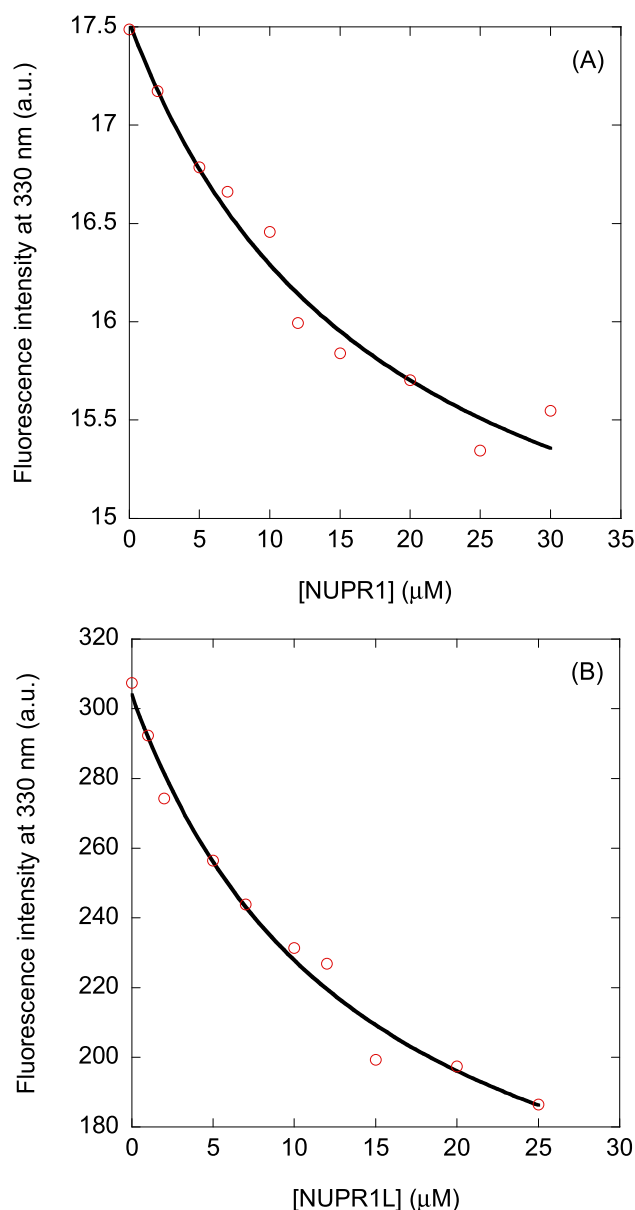 17.5
(A)
17
16.5
16
15.5
15
Fluorescence intensity at 330 nm (a.u.)
0 5 10 15 20 25 30 35
[NUPR1] (μM)
320
(B)
300
280
260
240
220
200
180
Fluorescence intensity at 330 nm (a.u.)
0 5 10 15 20 25 30
[NUPR1L] (μM)